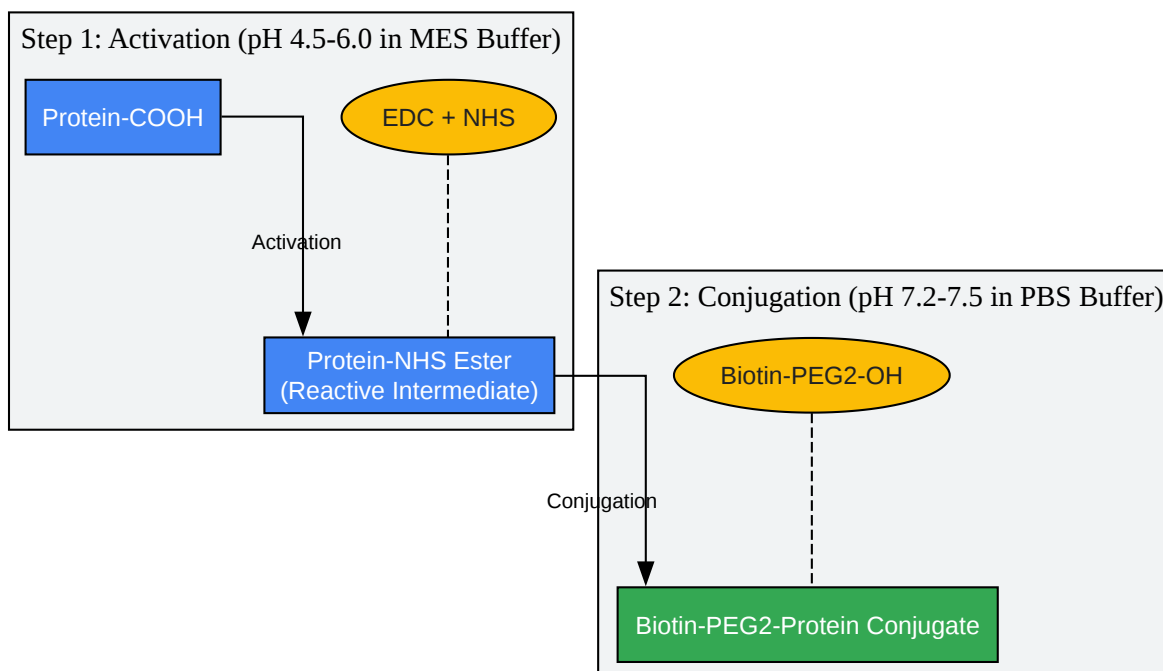 Step 1: Activation (pH 4.5-6.0 in MES Buffer)
Protein-COOH
EDC + NHS
Activation
Protein-NHS Ester
(Reactive Intermediate)
Step 2: Conjugation (pH 7.2-7.5 in PBS Buffer)
Biotin-PEG2-OH
Conjugation
Biotin-PEG2-Protein Conjugate